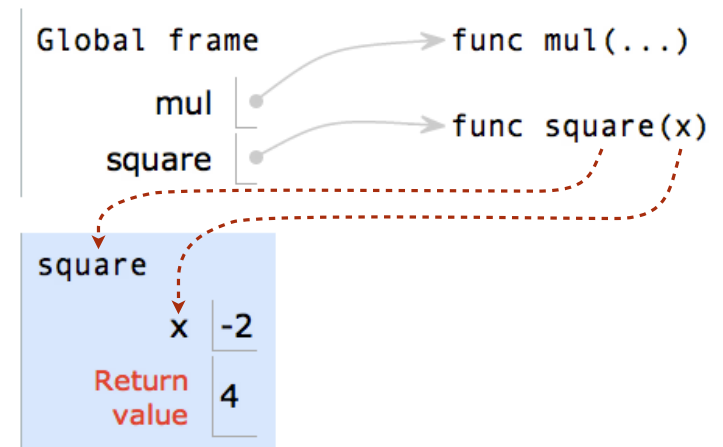 Global frame
func mul(...)
mul
func square(x)
square
square
x -2
Return
value 4